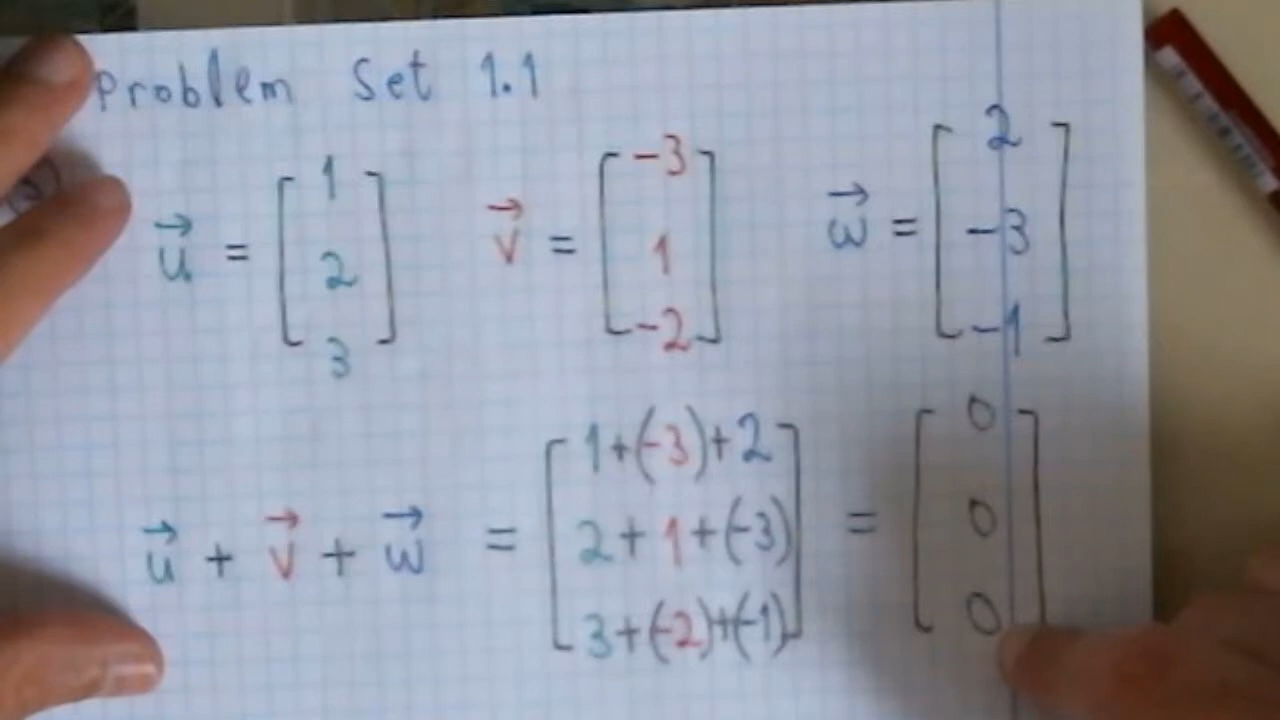 Problem Set 1.1
u⃗ = [1 2 3] v⃗ = [-3 1 -2] w⃗ = [2 -3 -1]
u⃗ + v⃗ + w⃗ = [1+(-3)+2 2+1+(-3) 3+(-2)+(-1)] = [0 0 0]